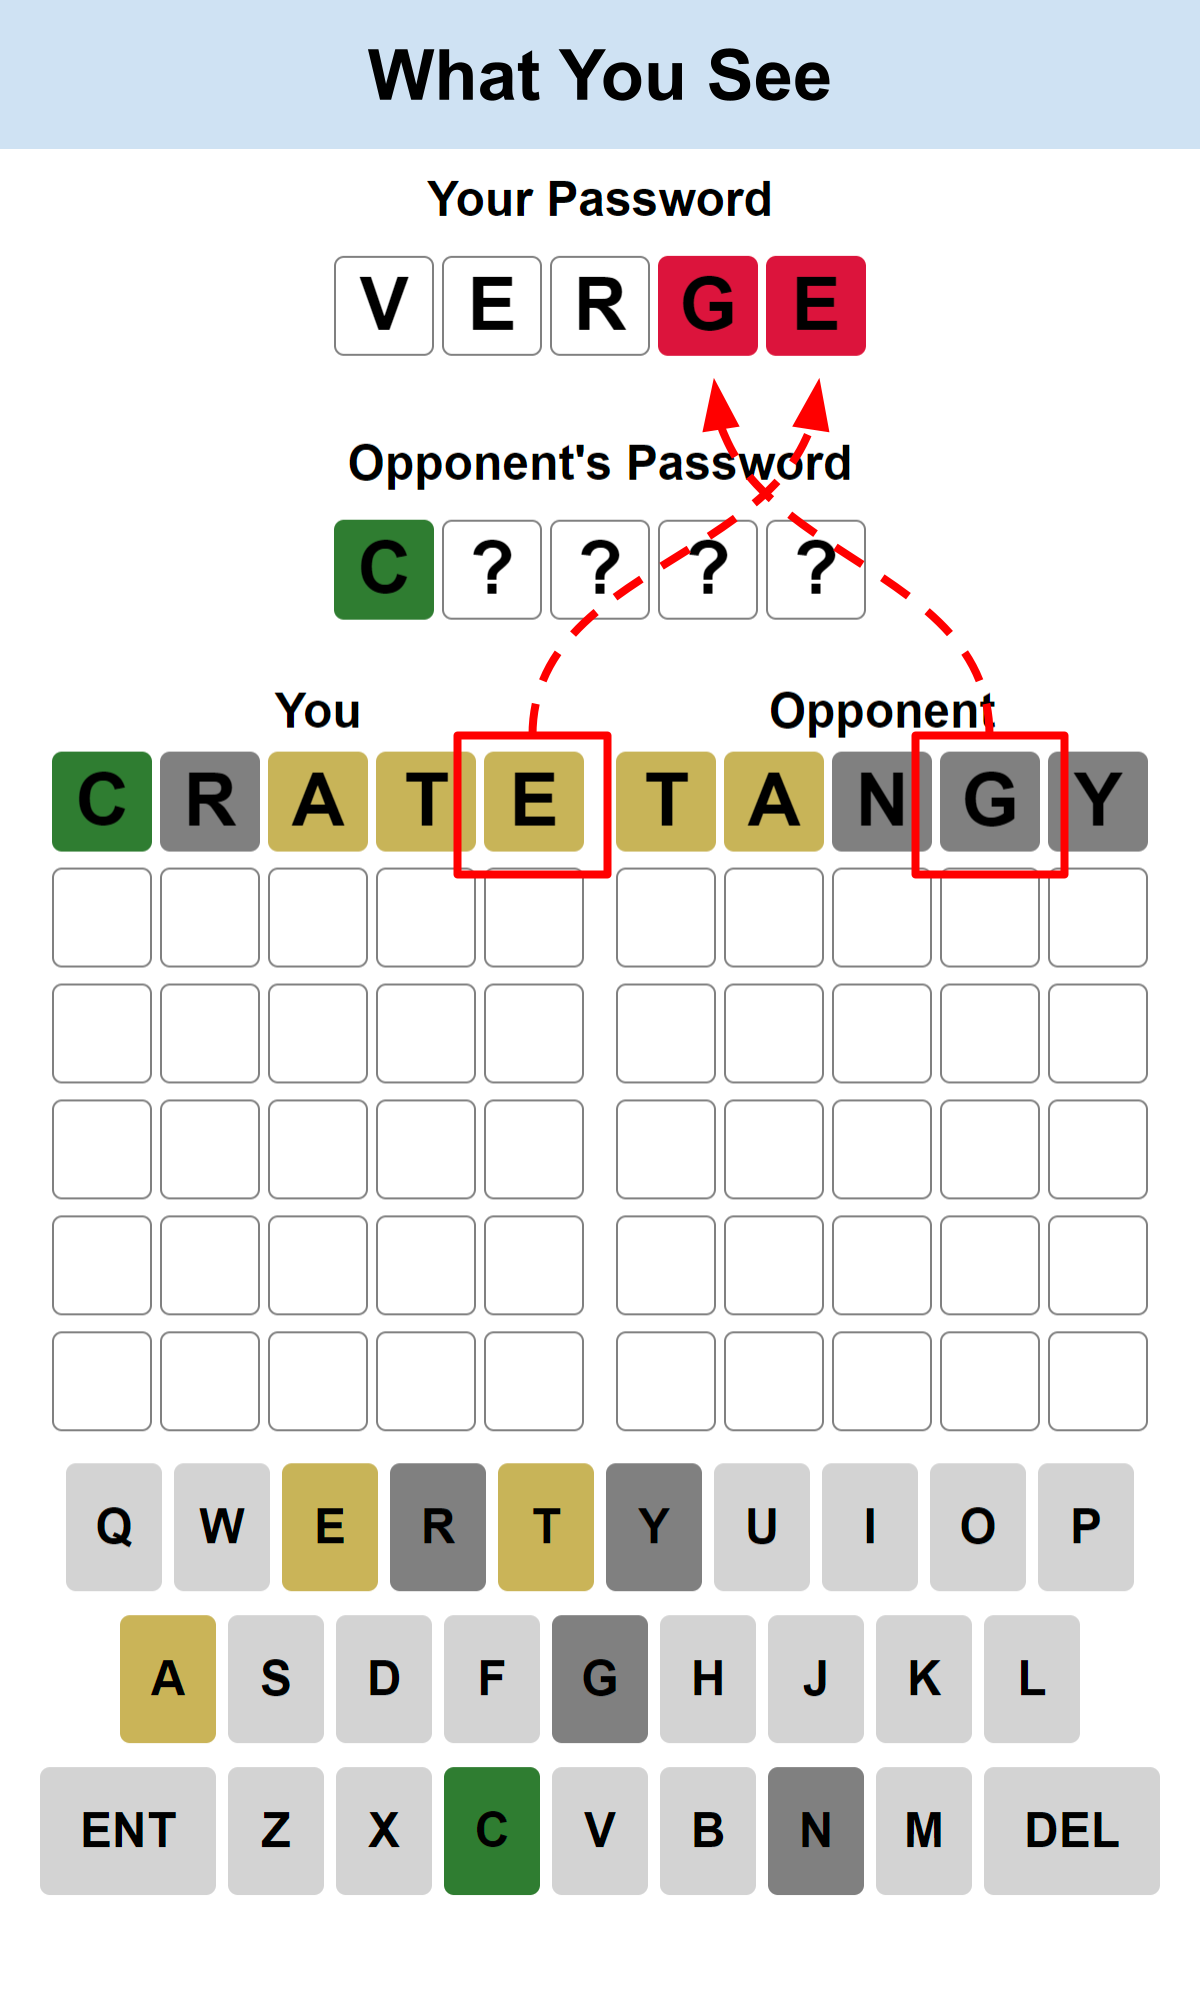 What You See
Your Password
V E R G E
Opponent's Password
C ? ? ? ?
You Opponent
C R A T E T A N G Y
Q W E R T Y U I O P
A S D F G H J K L
ENT Z X C V B N M DEL